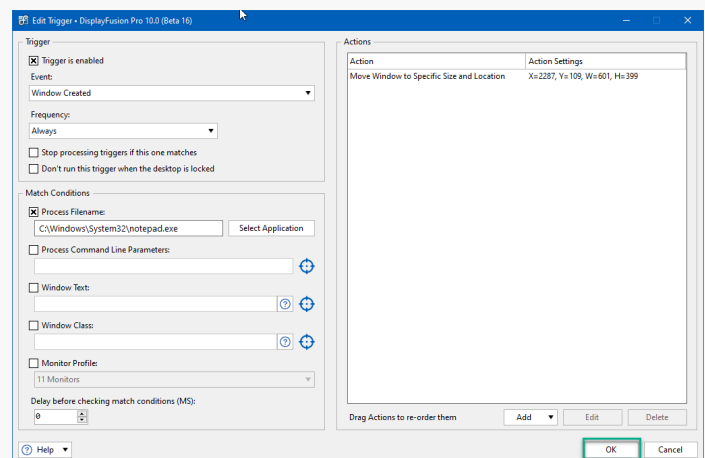 Edit Trigger • DisplayFusion Pro 10.0 (Beta 16)
Trigger
Trigger is enabled
Event:
Window Created
Frequency:
Always
Stop processing triggers if this one matches
Don't run this trigger when the desktop is locked
Match Conditions
Process Filename:
C:\Windows\System32\notepad.exe Select Application
Process Command Line Parameters:
Window Text:
Window Class:
Monitor Profile:
11 Monitors
Delay before checking match conditions (MS):
0
Help
Actions
Action Action Settings
Move Window to Specific Size and Location X=2287, Y=109, W=601, H=399
Drag Actions to re-order them Add Edit Delete
OK Cancel